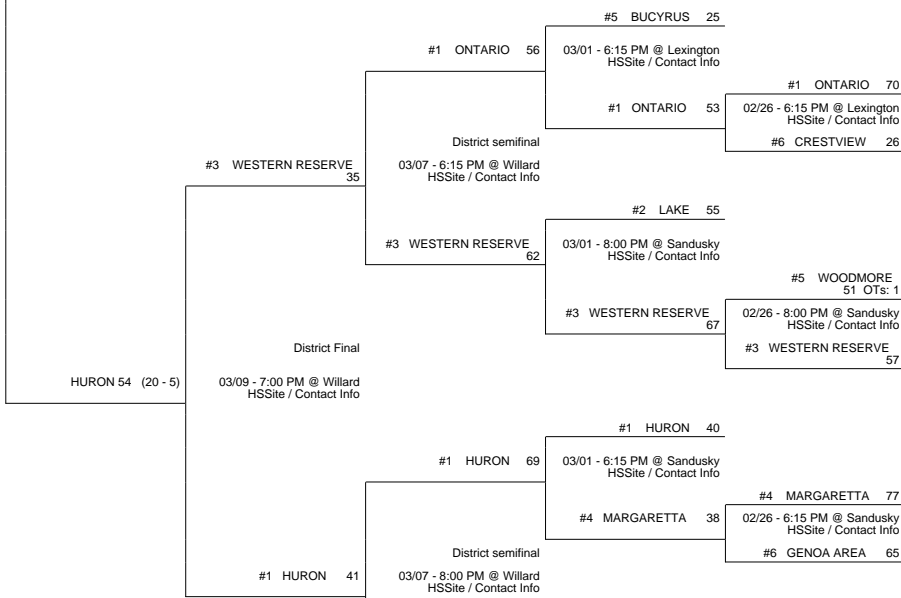 #5 BUCYRUS 25
#1 ONTARIO 56
03/01 - 6:15 PM @ Lexington
HSSite / Contact Info
#1 ONTARIO 70
#1 ONTARIO 53
02/26 - 6:15 PM @ Lexington
HSSite / Contact Info
#6 CRESTVIEW 26
District semifinal
#3 WESTERN RESERVE
35
03/07 - 6:15 PM @ Willard
HSSite / Contact Info
#2 LAKE 55
#3 WESTERN RESERVE
62
03/01 - 8:00 PM @ Sandusky
HSSite / Contact Info
#5 WOODMORE
51 OTs: 1
#3 WESTERN RESERVE
67
02/26 - 8:00 PM @ Sandusky
HSSite / Contact Info
#3 WESTERN RESERVE
57
District Final
HURON 54 (20 - 5)
03/09 - 7:00 PM @ Willard
HSSite / Contact Info
#1 HURON 40
#1 HURON 69
03/01 - 6:15 PM @ Sandusky
HSSite / Contact Info
#4 MARGARETTA 77
#4 MARGARETTA 38
02/26 - 6:15 PM @ Sandusky
HSSite / Contact Info
#6 GENOA AREA 65
District semifinal
#1 HURON 41
03/07 - 8:00 PM @ Willard
HSSite / Contact Info